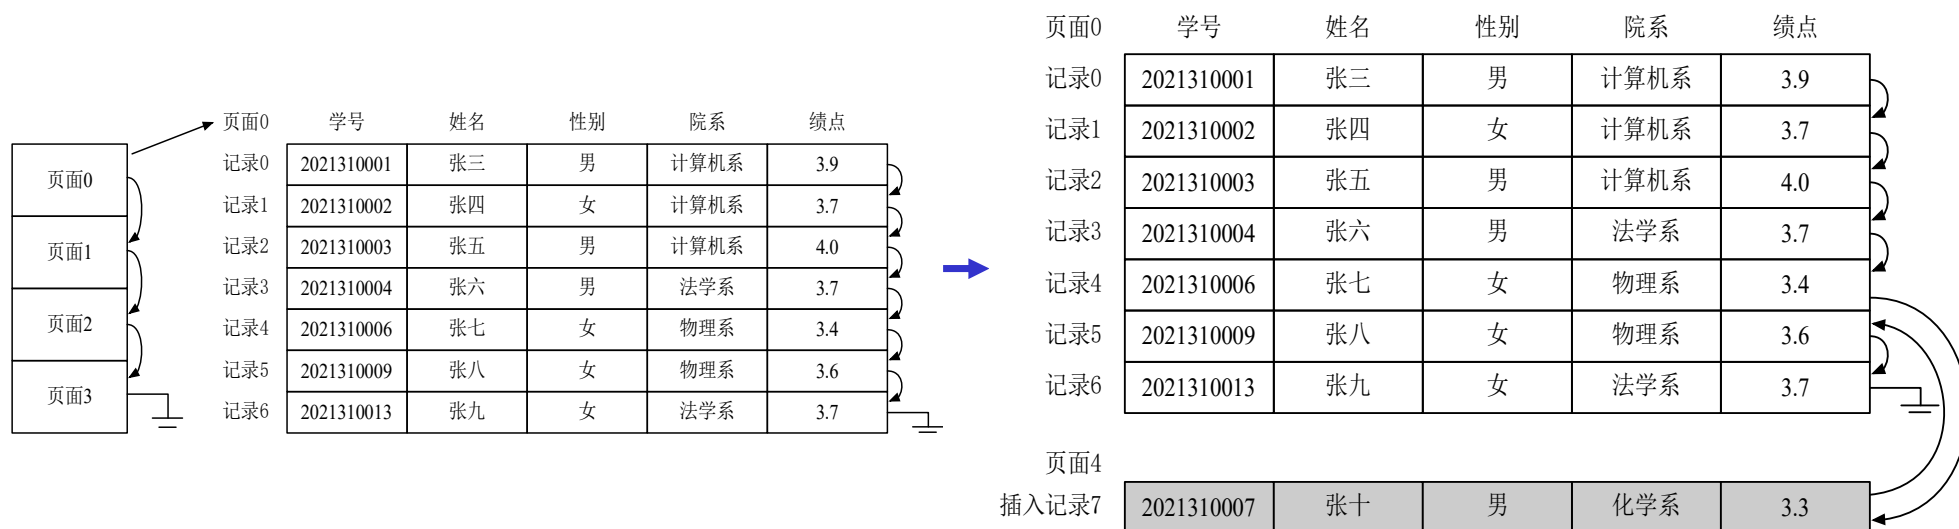 页面0
页面1
页面2
页面3
页面0 学号 姓名 性别 院系 绩点
记录0 2021310001 张三 男 计算机系 3.9
记录1 2021310002 张四 女 计算机系 3.7
记录2 2021310003 张五 男 计算机系 4.0
记录3 2021310004 张六 男 法学系 3.7
记录4 2021310006 张七 女 物理系 3.4
记录5 2021310009 张八 女 物理系 3.6
记录6 2021310013 张九 女 法学系 3.7
页面0 学号 姓名 性别 院系 绩点
记录0 2021310001 张三 男 计算机系 3.9
记录1 2021310002 张四 女 计算机系 3.7
记录2 2021310003 张五 男 计算机系 4.0
记录3 2021310004 张六 男 法学系 3.7
记录4 2021310006 张七 女 物理系 3.4
记录5 2021310009 张八 女 物理系 3.6
记录6 2021310013 张九 女 法学系 3.7
页面4
插入记录7 2021310007 张十 男 化学系 3.3